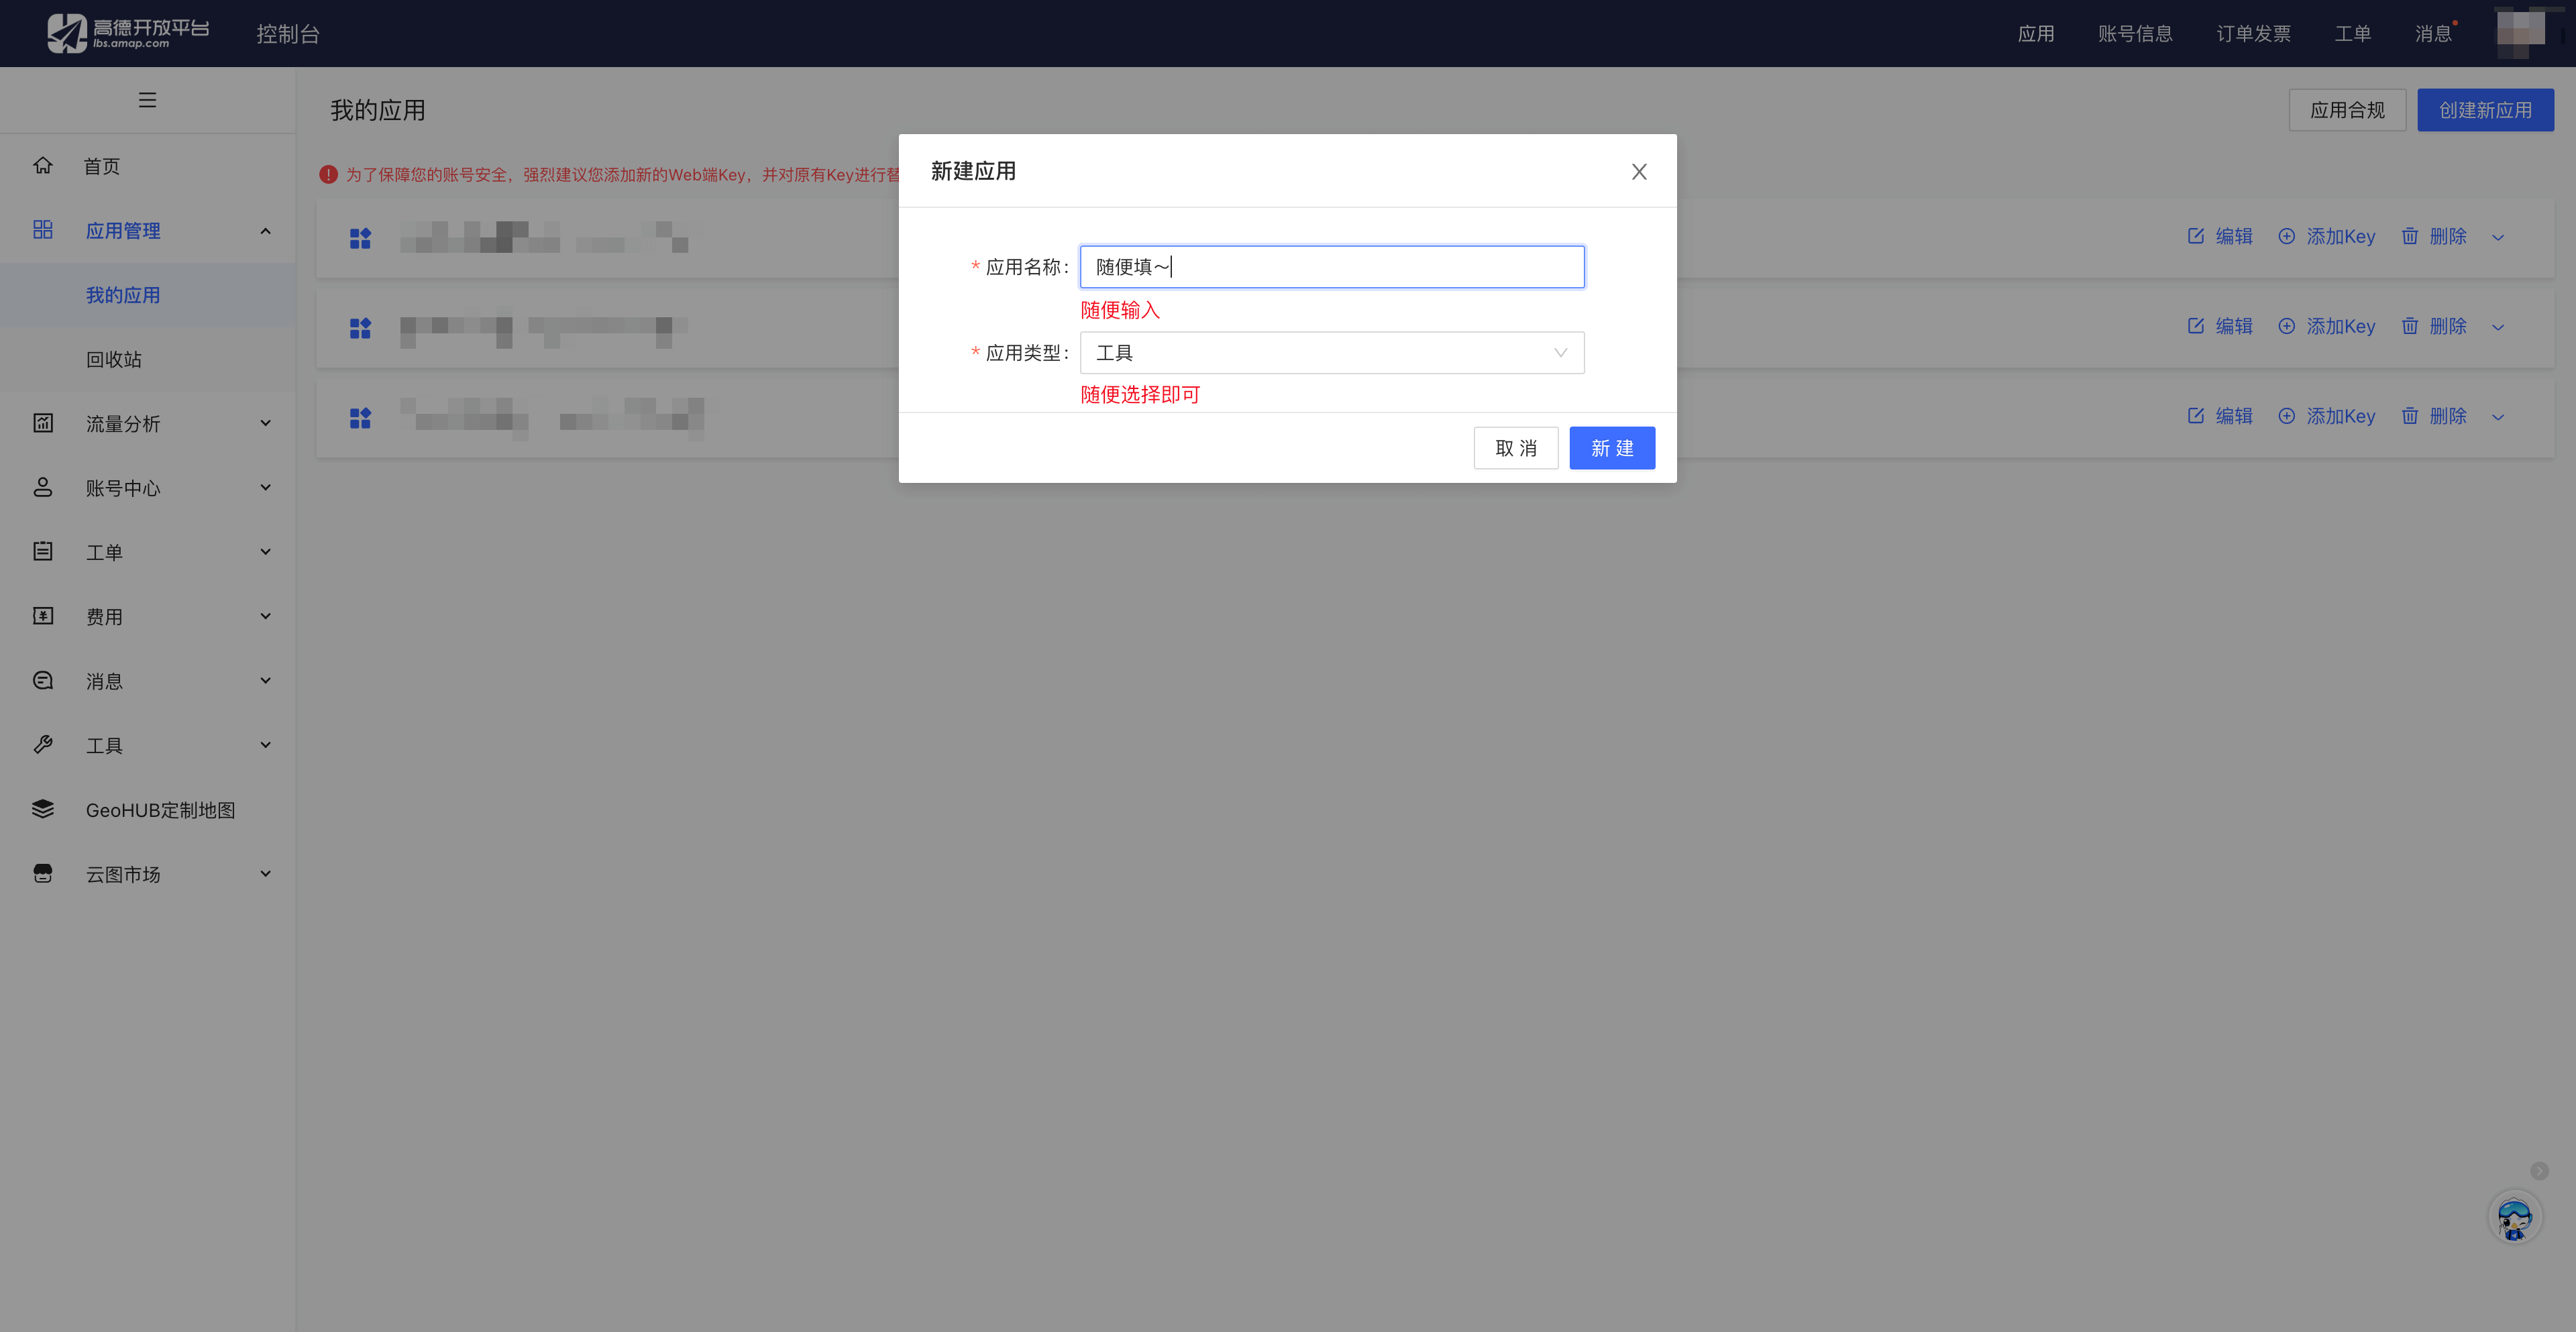 高德开放平台
lbs.amap.com
控制台
应用
账号信息
订单发票
工单
消息
首页
应用管理
我的应用
回收站
流量分析
账号中心
工单
费用
消息
工具
GeoHUB定制地图
云图市场
我的应用
应用合规
创建新应用
为了保障您的账号安全，强烈建议您添加新的Web端Key，并对原有Key进行替
编辑 添加Key 删除
编辑 添加Key 删除
编辑 添加Key 删除
新建应用
* 应用名称： 随便填～
随便输入
* 应用类型： 工具
随便选择即可
取 消
新 建